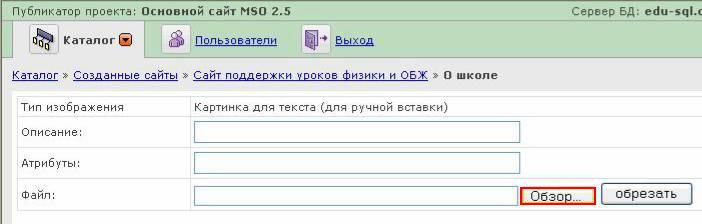 Публикатор проекта: Основной сайт MSO 2.5 Сервер БД: edu-sql.
Каталог Пользователи Выход
Каталог » Созданные сайты » Сайт поддержки уроков физики и ОБЖ » О школе
Тип изображения Картинка для текста (для ручной вставки)
Описание:
Атрибуты:
Файл: Обзор... обрезать